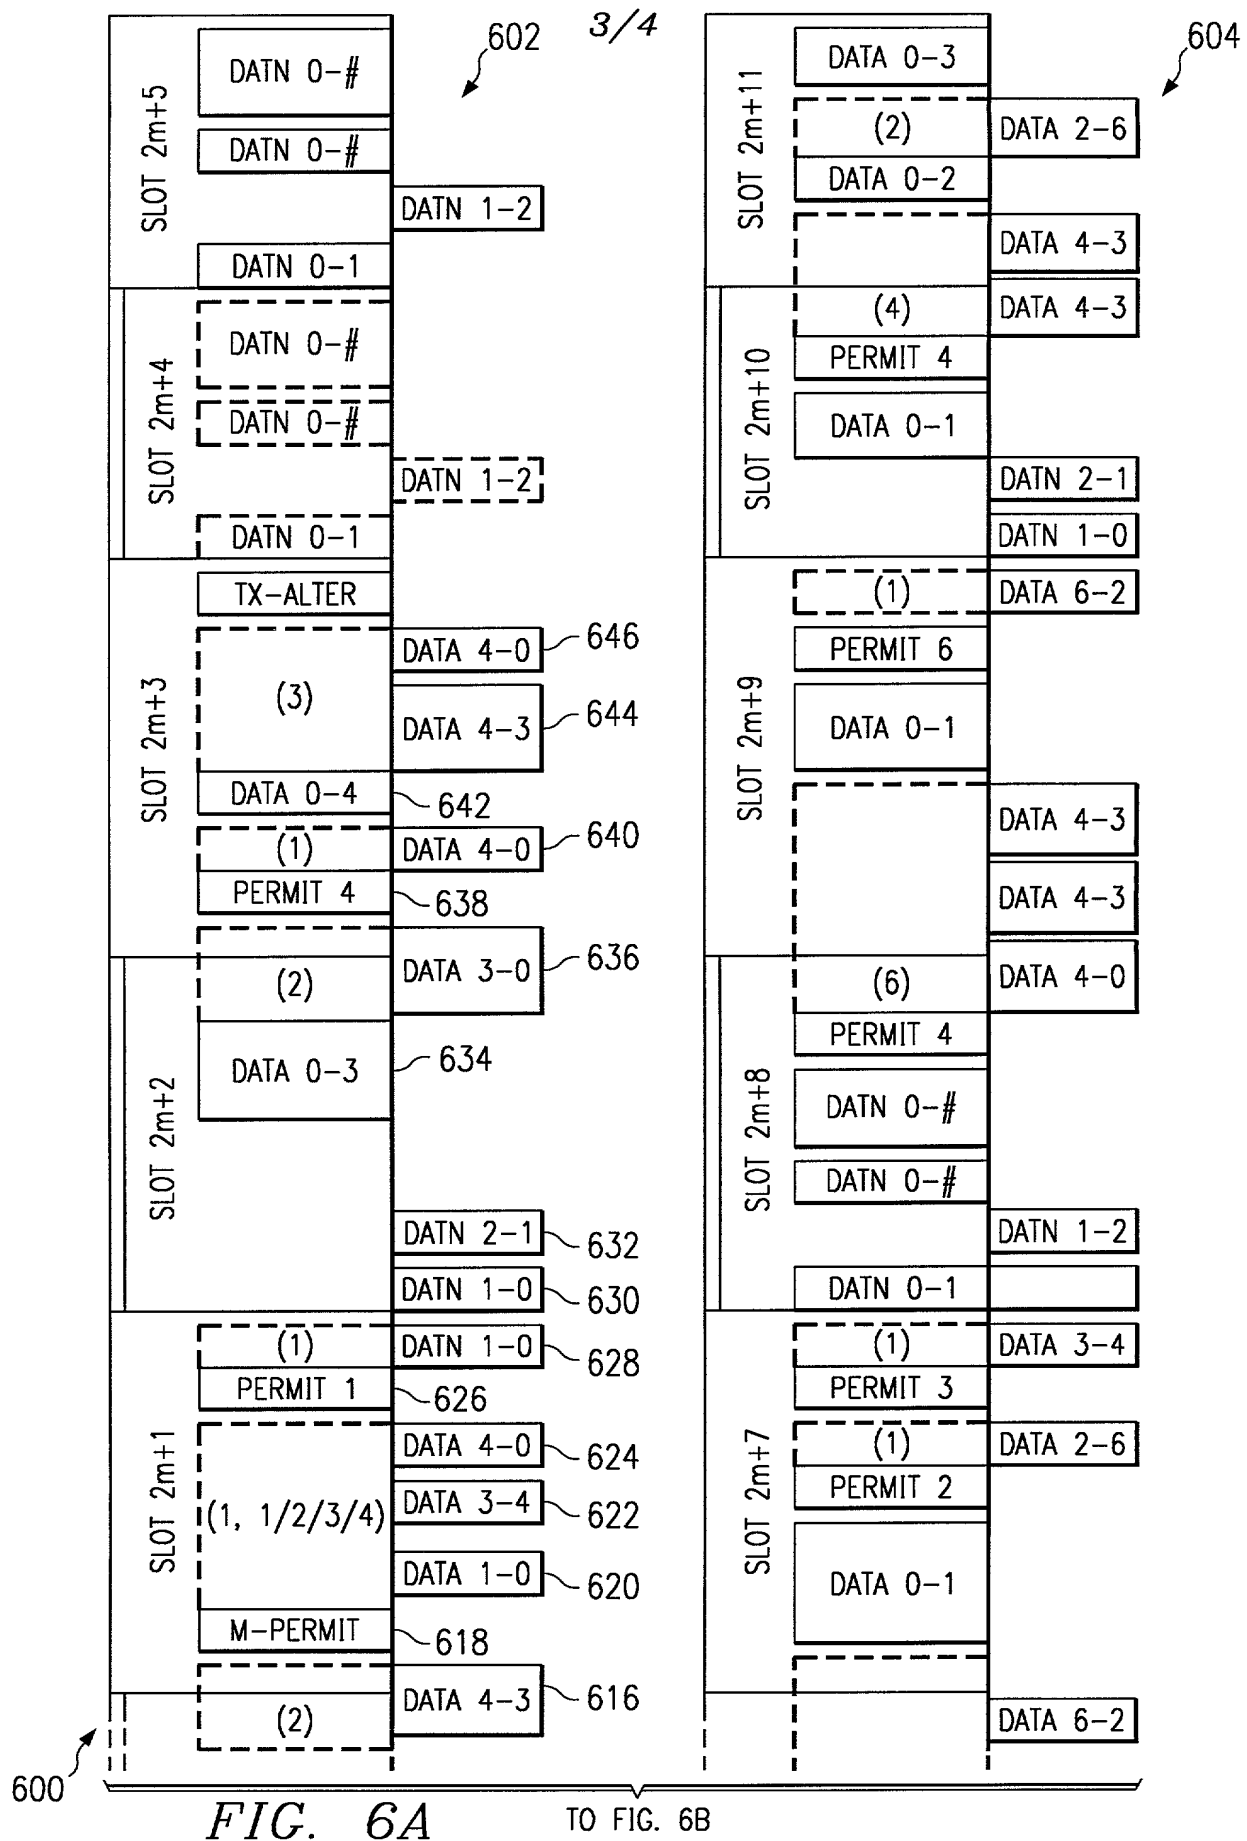 3/4
602
SLOT 2m+5
DATN 0-#
DATN 0-#
DATN 1-2
DATN 0-1
SLOT 2m+4
DATN 0-#
DATN 0-#
DATN 1-2
DATN 0-1
SLOT 2m+3
TX-ALTER
DATA 4-0
646
(3)
DATA 4-3
644
DATA 0-4
642
(1)
DATA 4-0
640
PERMIT 4
638
DATA 3-0
636
SLOT 2m+2
(2)
DATA 0-3
634
DATN 2-1
632
DATN 1-0
630
SLOT 2m+1
(1)
DATN 1-0
628
PERMIT 1
626
DATA 4-0
624
(1, 1/2/3/4)
DATA 3-4
622
DATA 1-0
620
M-PERMIT
618
DATA 4-3
616
(2)
600
604
SLOT 2m+11
DATA 0-3
(2)
DATA 2-6
DATA 0-2
DATA 4-3
SLOT 2m+10
(4)
DATA 4-3
PERMIT 4
DATA 0-1
DATN 2-1
DATN 1-0
SLOT 2m+9
(1)
DATA 6-2
PERMIT 6
DATA 0-1
DATA 4-3
DATA 4-3
DATA 4-0
SLOT 2m+8
(6)
PERMIT 4
DATN 0-#
DATN 0-#
DATN 1-2
DATN 0-1
SLOT 2m+7
(1)
DATA 3-4
PERMIT 3
(1)
DATA 2-6
PERMIT 2
DATA 0-1
DATA 6-2
FIG. 6A
TO FIG. 6B